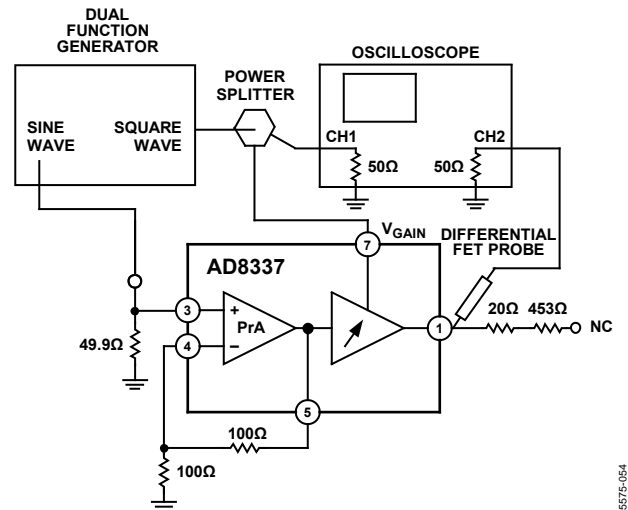 DUAL
FUNCTION
GENERATOR
OSCILLOSCOPE
POWER
SPLITTER
SINE
WAVE
SQUARE
WAVE
CH1
CH2
50Ω
50Ω
VGAIN
DIFFERENTIAL
FET PROBE
7
AD8337
20Ω
453Ω
3
+
PrA
1
NC
49.9Ω
4
–
5
100Ω
100Ω
5575-054